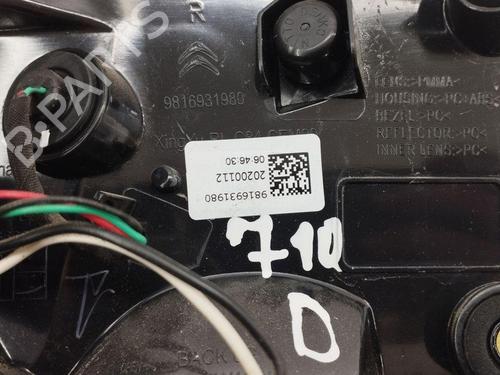 R
9816931980
LENS>PMMA<
HOUSING>PC+ABS
BEZEL>PC<
REFLECTOR>PC<
INNER LENS>PC<
06:46:30
20200112
9816931980
710
D
BACK
B-PARTS